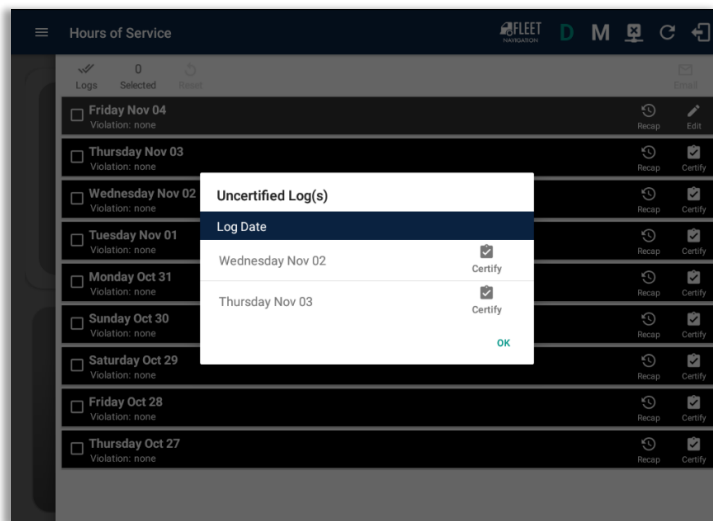 Hours of Service
FLEET
NAVIGATION
D
M
Logs
0
Selected
Reset
Email
Friday Nov 04
Violation: none
Recap
Edit
Thursday Nov 03
Violation: none
Recap
Certify
Wednesday Nov 02
Violation: none
Recap
Certify
Tuesday Nov 01
Violation: none
Recap
Certify
Monday Oct 31
Violation: none
Recap
Certify
Sunday Oct 30
Violation: none
Recap
Certify
Saturday Oct 29
Violation: none
Recap
Certify
Friday Oct 28
Violation: none
Recap
Certify
Thursday Oct 27
Violation: none
Recap
Certify
Uncertified Log(s)
Log Date
Wednesday Nov 02
Certify
Thursday Nov 03
Certify
OK